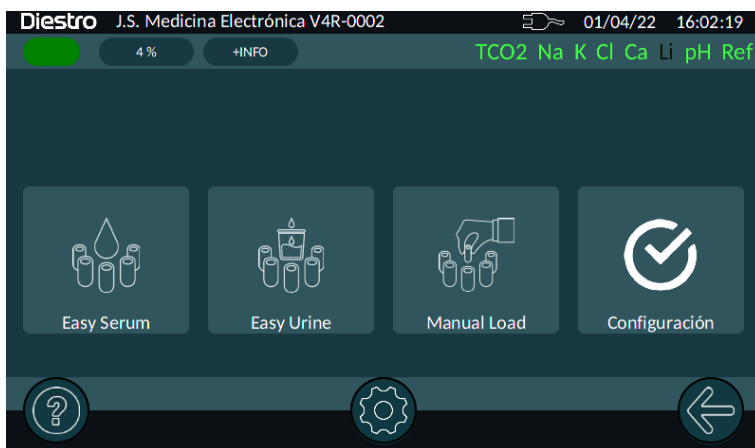 Diestro J.S. Medicina Electrónica V4R-0002 01/04/22 16:02:19
4 % +INFO TCO2 Na K Cl Ca Li pH Ref
Easy Serum Easy Urine Manual Load Configuración
?